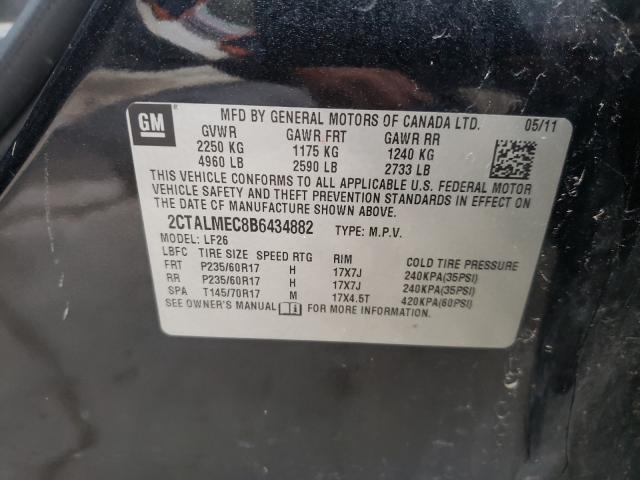 GM
MFD BY GENERAL MOTORS OF CANADA LTD. 05/11
GVWR GAWR FRT GAWR RR
2250 KG 1175 KG 1240 KG
4960 LB 2590 LB 2733 LB
THIS VEHICLE CONFORMS TO ALL APPLICABLE U.S. FEDERAL MOTOR
VEHICLE SAFETY AND THEFT PREVENTION STANDARDS IN EFFECT ON
THE DATE OF MANUFACTURE SHOWN ABOVE.
2CTALMEC8B6434882 TYPE: M.P.V.
MODEL: LF26
LBFC TIRE SIZE SPEED RTG RIM COLD TIRE PRESSURE
FRT P235/60R17 H 17X7J 240KPA(35PSI)
RR P235/60R17 H 17X7J 240KPA(35PSI)
SPA T145/70R17 M 17X4.5T 420KPA(60PSI)
SEE OWNER'S MANUAL FOR MORE INFORMATION.